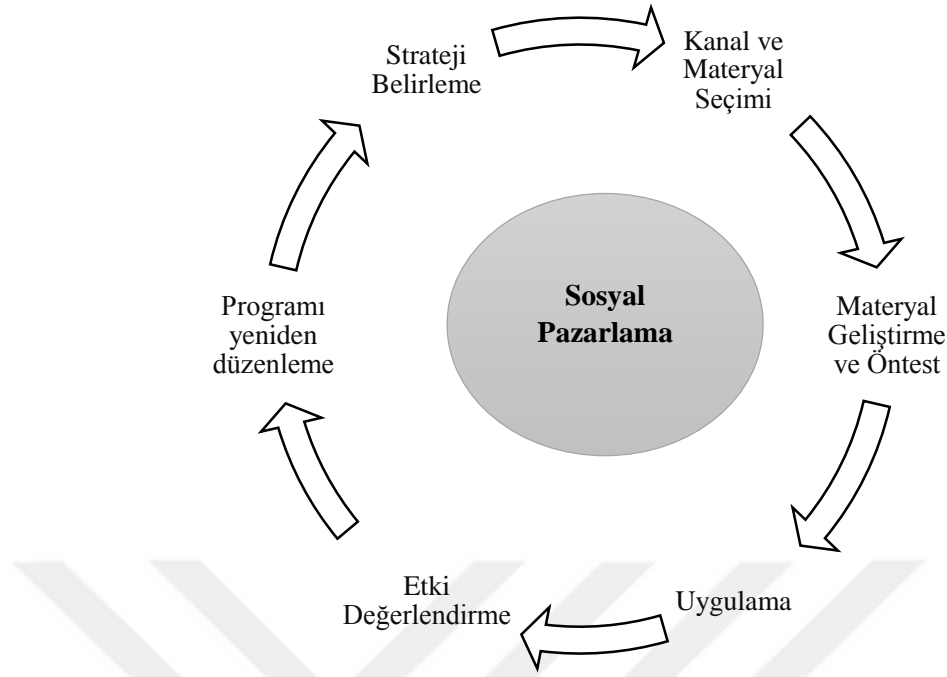 Strateji
Belirleme
Kanal ve
Materyal
Seçimi
Materyal
Geliştirme
ve Öntest
Uygulama
Etki
Değerlendirme
Programı
yeniden
düzenleme
Sosyal
Pazarlama